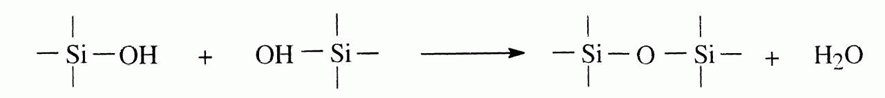 —Si—OH + OH—Si— ⟶ —Si—O—Si— + H₂O